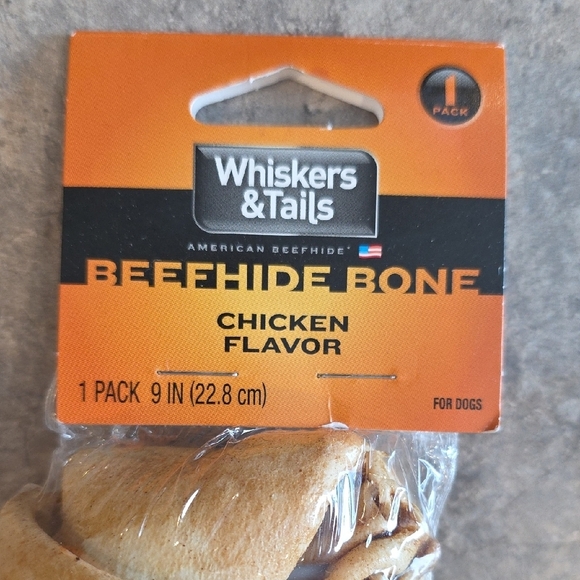 1
PACK
Whiskers
&Tails
AMERICAN BEEFHIDE*
BEEFHIDE BONE
CHICKEN
FLAVOR
1 PACK 9 IN (22.8 cm)
FOR DOGS